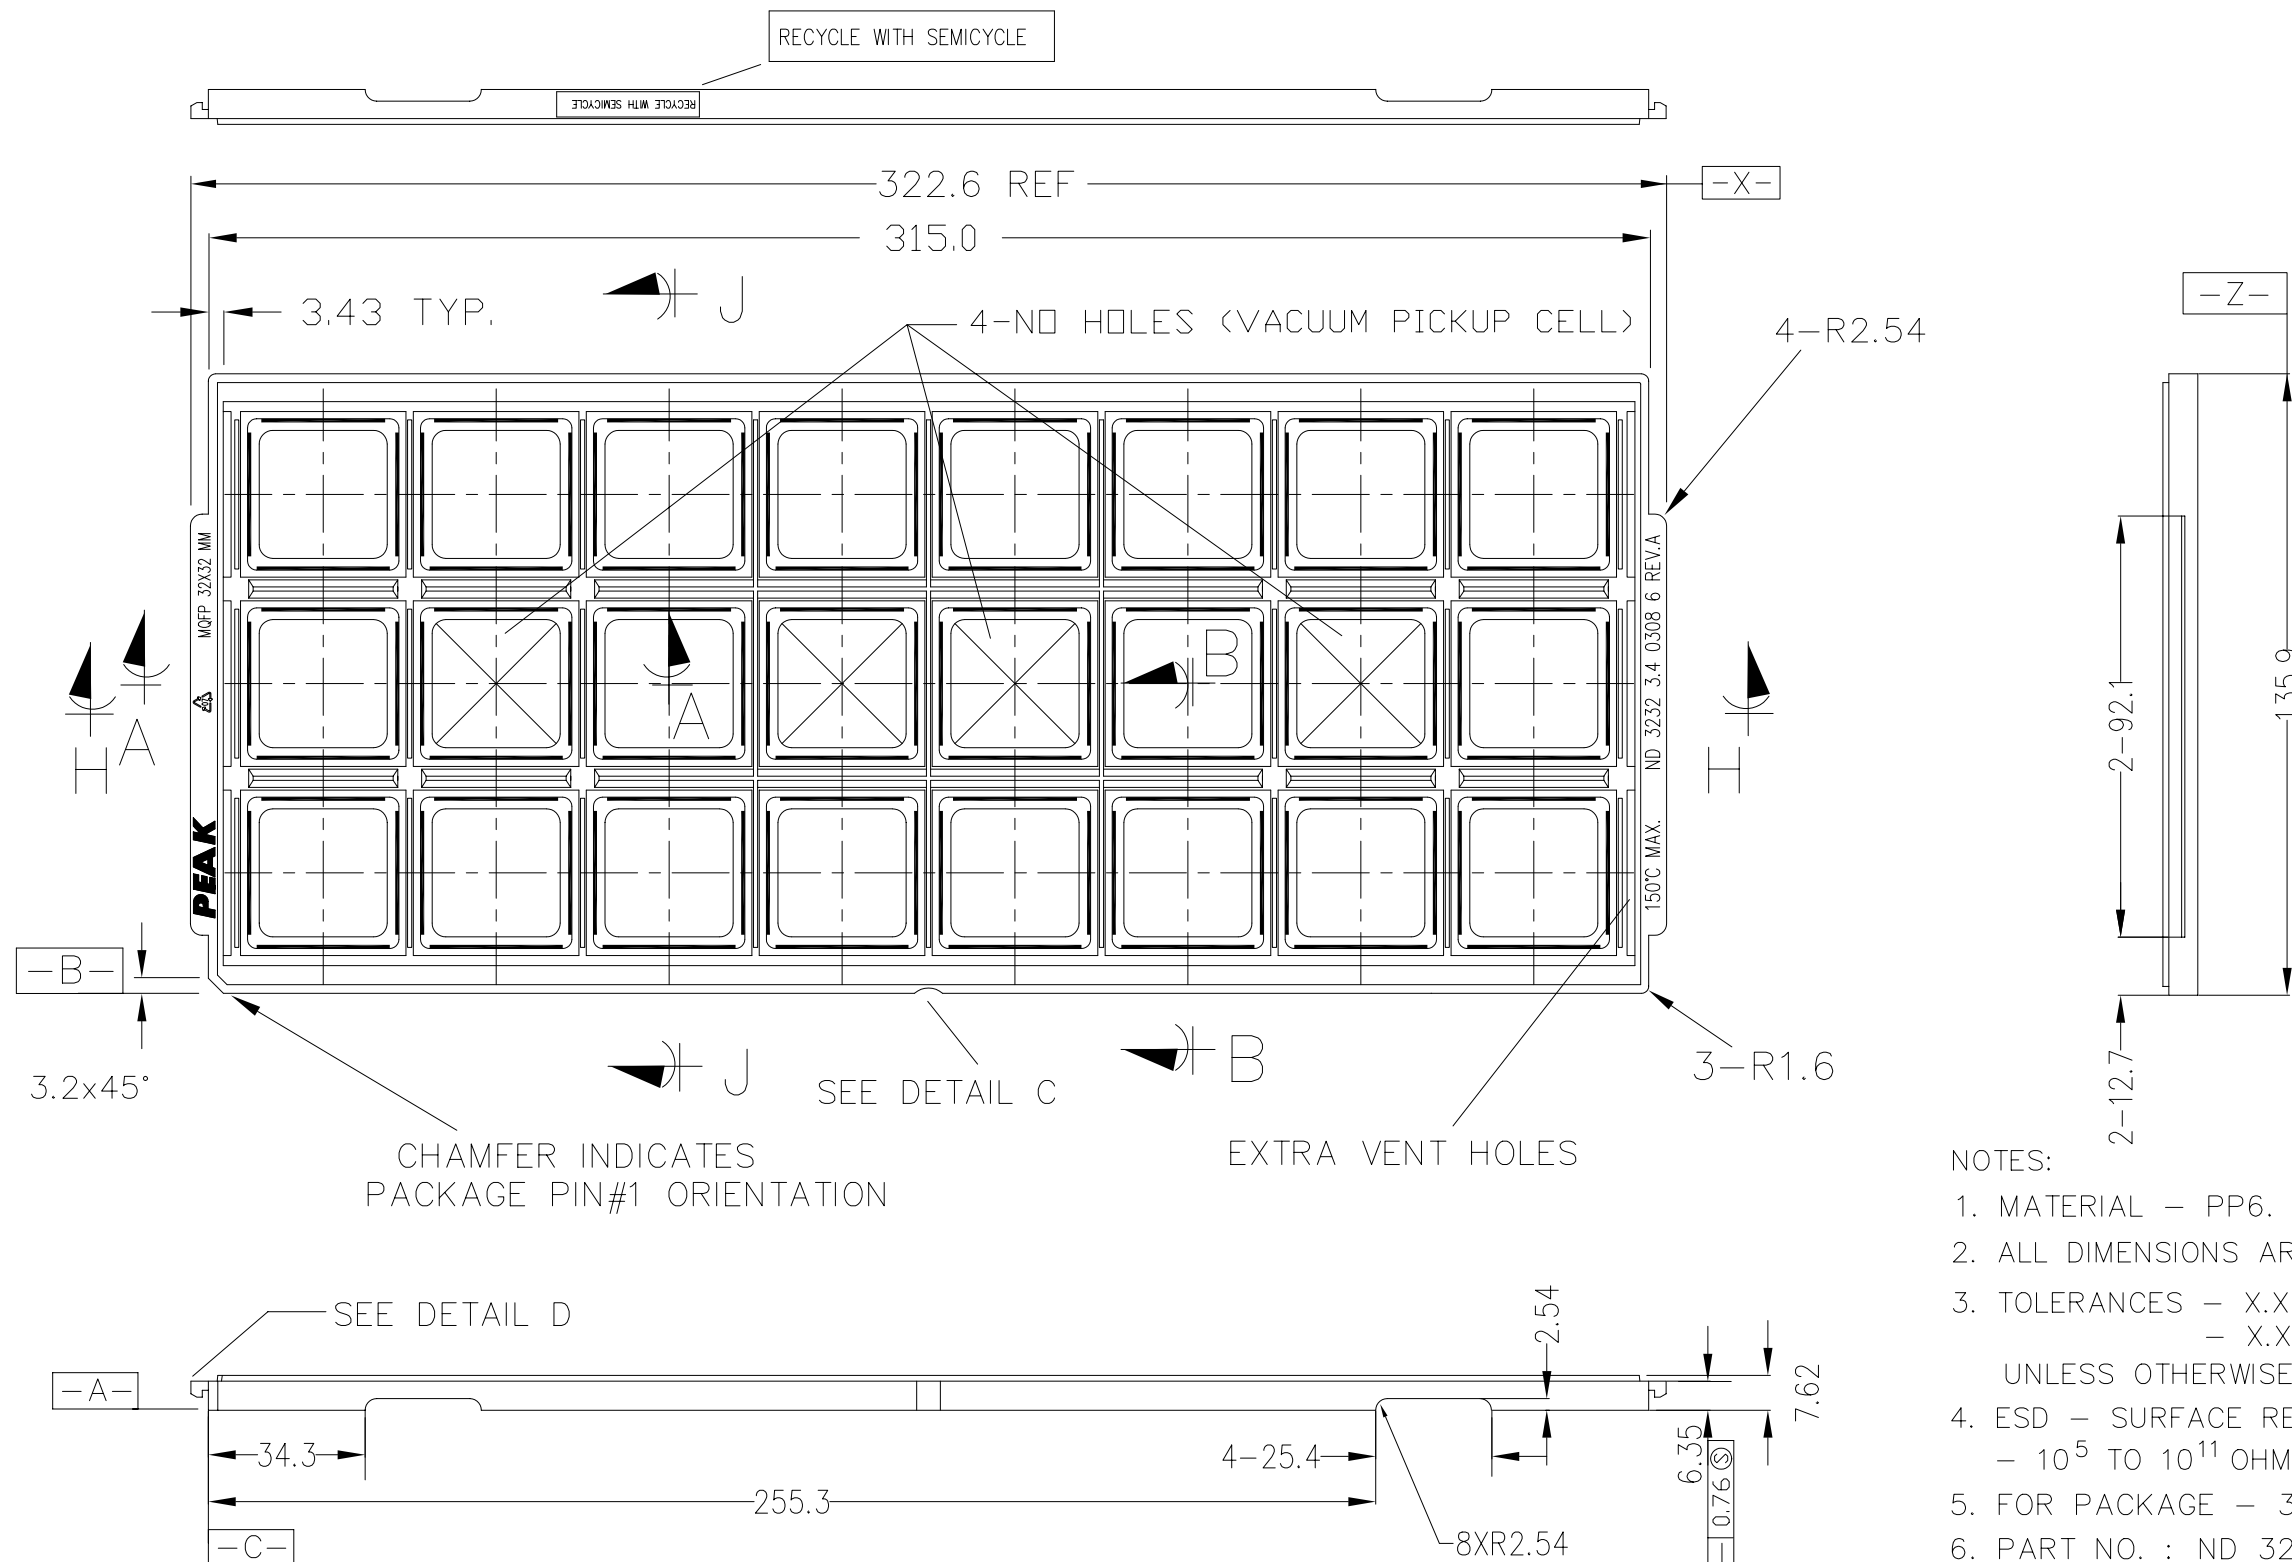 RECYCLE WITH SEMICYCLE
RECYCLE WITH SEMICYCLE
322.6 REF
-X-
315.0
J
3.43 TYP.
4-NO HOLES (VACUUM PICKUP CELL)
4-R2.54
-Z-
MQFP 32X32 MM
PEAK
ND 3232 3.4 0308 6 REV.A
150°C MAX.
H
A
A
B
H
2-92.1
135.9
2-12.7
-B-
3.2x45°
J
SEE DETAIL C
B
3-R1.6
CHAMFER INDICATES
PACKAGE PIN#1 ORIENTATION
EXTRA VENT HOLES
NOTES:
1. MATERIAL - PP6.
2. ALL DIMENSIONS AR
3. TOLERANCES - X.X
- X.X
UNLESS OTHERWISE
4. ESD - SURFACE RE
- 10⁵ TO 10¹¹ OHM
5. FOR PACKAGE - 3
6. PART NO. : ND 32
SEE DETAIL D
-A-
2.54
7.62
6.35
0.76 Ⓢ
34.3
4-25.4
255.3
8XR2.54
-C-